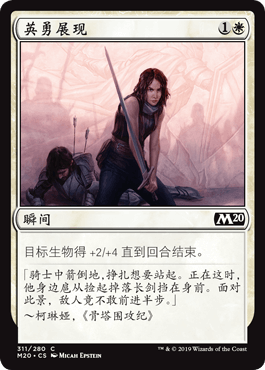 英勇展现 1
瞬间 M20
目标生物得 +2/+4 直到回合结束。
「骑士中箭倒地，挣扎想要站起。正在这时，
他身边扈从捡起掉落长剑挡在身前。面对
此景，敌人竟不敢前进半步。」
～柯琳娅，《骨塔围攻纪》
311/280 C
M20 • CS MICAH EPSTEIN
™ & © 2019 Wizards of the Coast